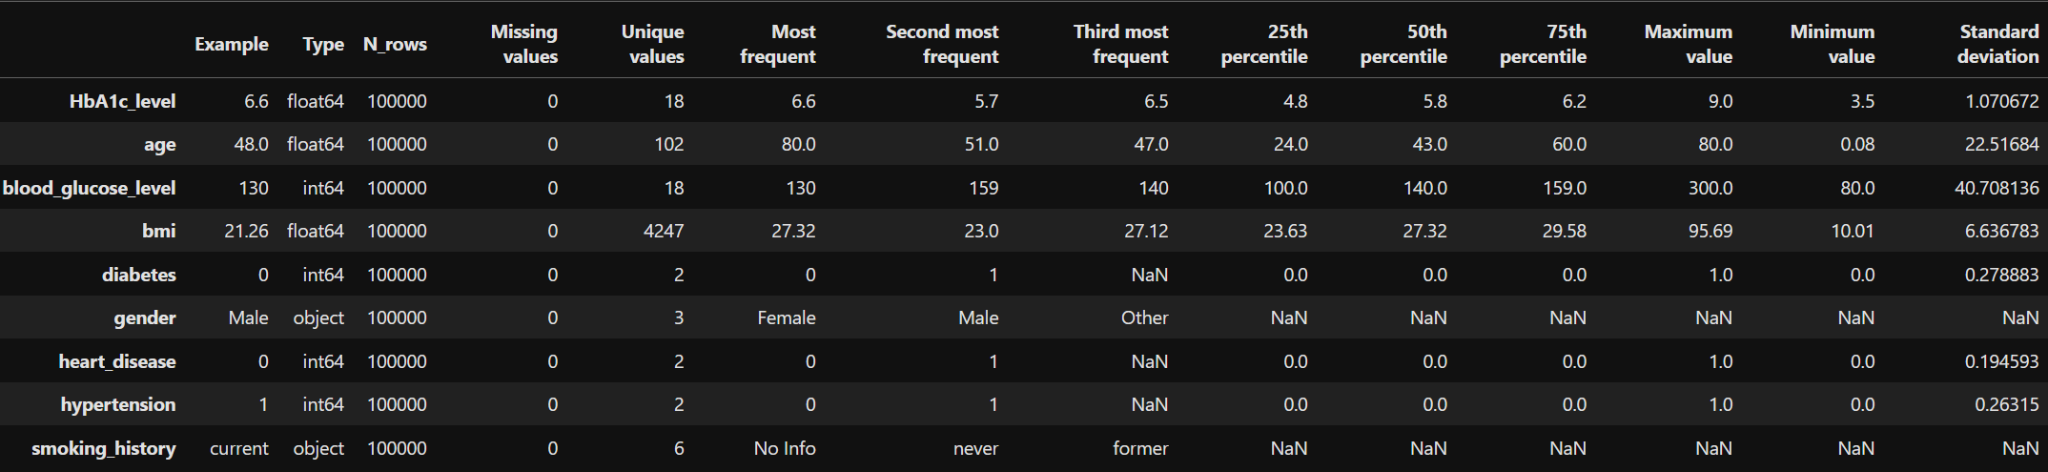 Example Type N_rows Missing values Unique values Most frequent Second most frequent Third most frequent 25th percentile 50th percentile 75th percentile Maximum value Minimum value Standard deviation
HbA1c_level 6.6 float64 100000 0 18 6.6 5.7 6.5 4.8 5.8 6.2 9.0 3.5 1.070672
age 48.0 float64 100000 0 102 80.0 51.0 47.0 24.0 43.0 60.0 80.0 0.08 22.51684
blood_glucose_level 130 int64 100000 0 18 130 159 140 100.0 140.0 159.0 300.0 80.0 40.708136
bmi 21.26 float64 100000 0 4247 27.32 23.0 27.12 23.63 27.32 29.58 95.69 10.01 6.636783
diabetes 0 int64 100000 0 2 0 1 NaN 0.0 0.0 0.0 1.0 0.0 0.278883
gender Male object 100000 0 3 Female Male Other NaN NaN NaN NaN NaN NaN
heart_disease 0 int64 100000 0 2 0 1 NaN 0.0 0.0 0.0 1.0 0.0 0.194593
hypertension 1 int64 100000 0 2 0 1 NaN 0.0 0.0 0.0 1.0 0.0 0.26315
smoking_history current object 100000 0 6 No Info never former NaN NaN NaN NaN NaN NaN